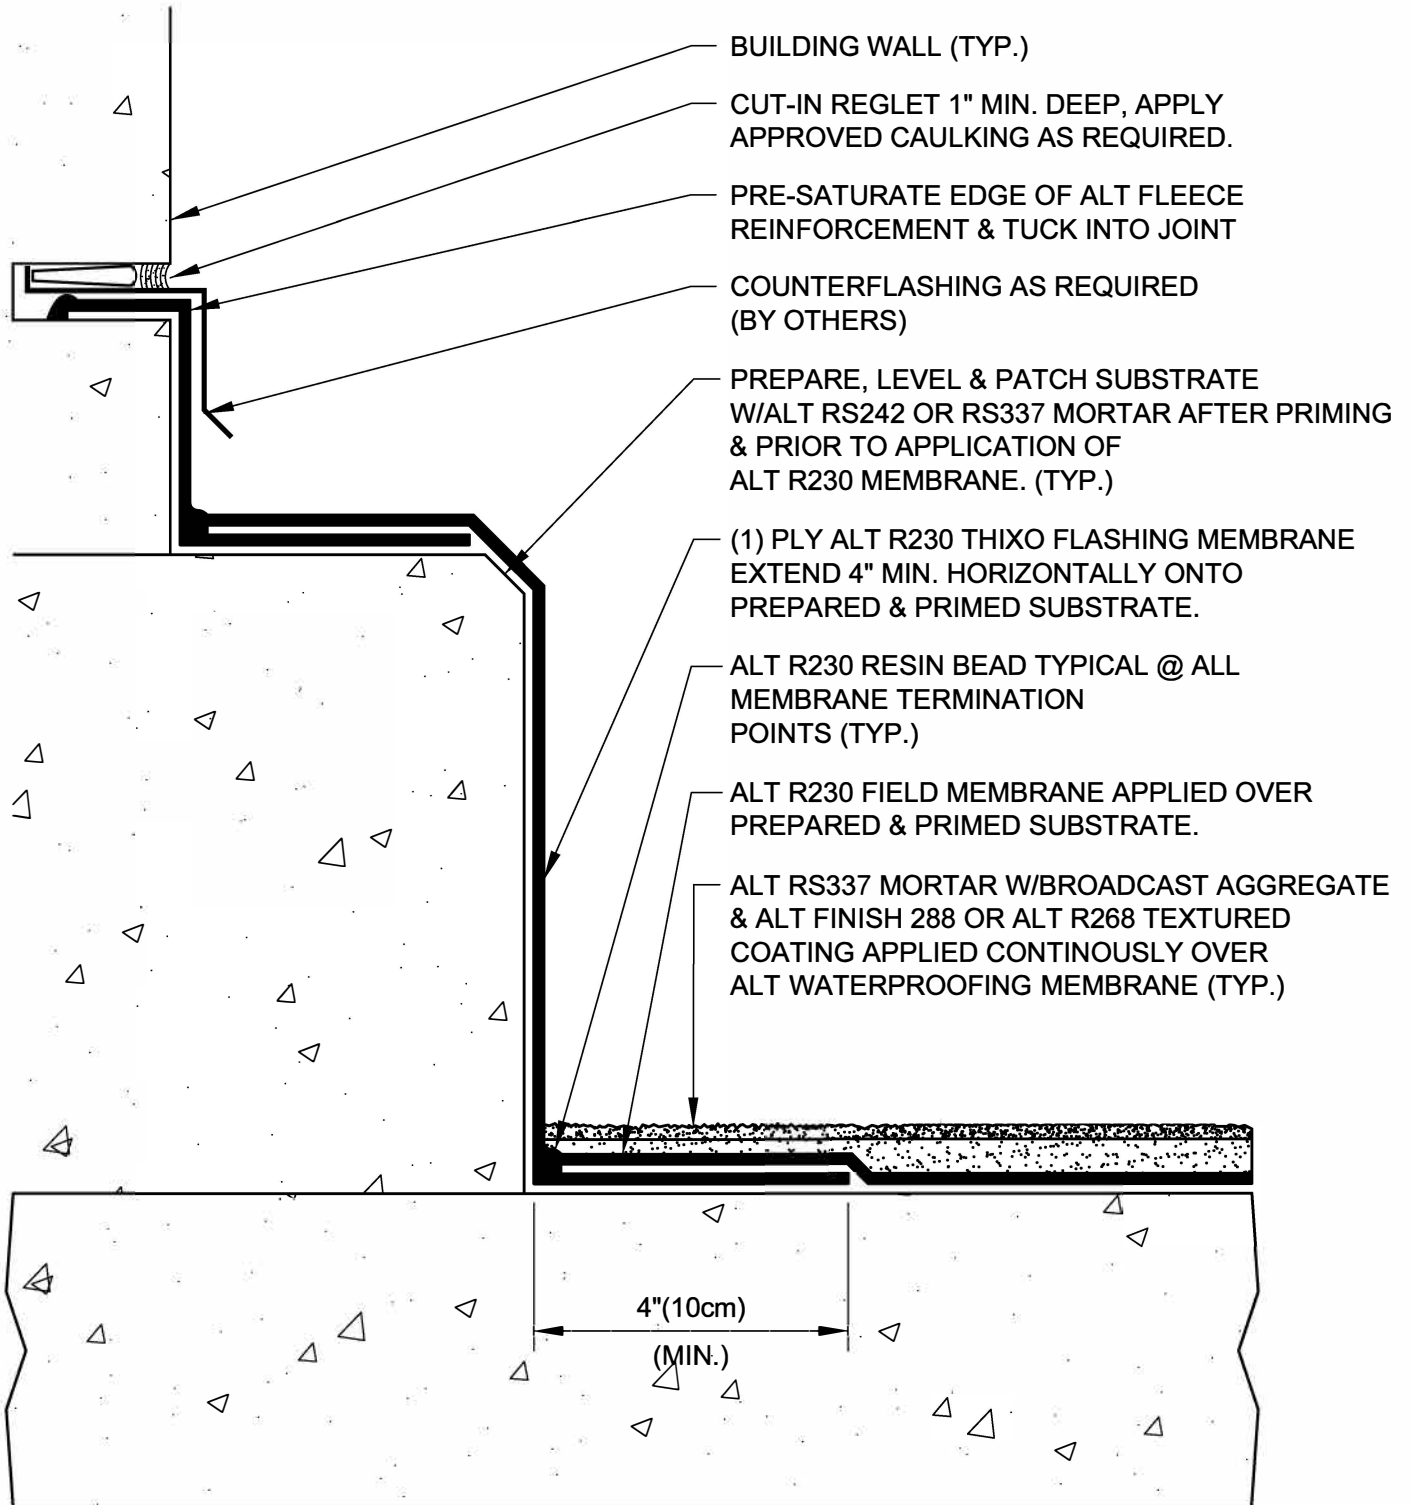 BUILDING WALL (TYP.)
CUT-IN REGLET 1" MIN. DEEP, APPLY
APPROVED CAULKING AS REQUIRED.
PRE-SATURATE EDGE OF ALT FLEECE
REINFORCEMENT & TUCK INTO JOINT
COUNTERFLASHING AS REQUIRED
(BY OTHERS)
PREPARE, LEVEL & PATCH SUBSTRATE
W/ALT RS242 OR RS337 MORTAR AFTER PRIMING
& PRIOR TO APPLICATION OF
ALT R230 MEMBRANE. (TYP.)
(1) PLY ALT R230 THIXO FLASHING MEMBRANE
EXTEND 4" MIN. HORIZONTALLY ONTO
PREPARED & PRIMED SUBSTRATE.
ALT R230 RESIN BEAD TYPICAL @ ALL
MEMBRANE TERMINATION
POINTS (TYP.)
ALT R230 FIELD MEMBRANE APPLIED OVER
PREPARED & PRIMED SUBSTRATE.
ALT RS337 MORTAR W/BROADCAST AGGREGATE
& ALT FINISH 288 OR ALT R268 TEXTURED
COATING APPLIED CONTINOUSLY OVER
ALT WATERPROOFING MEMBRANE (TYP.)
4"(10cm)
(MIN.)